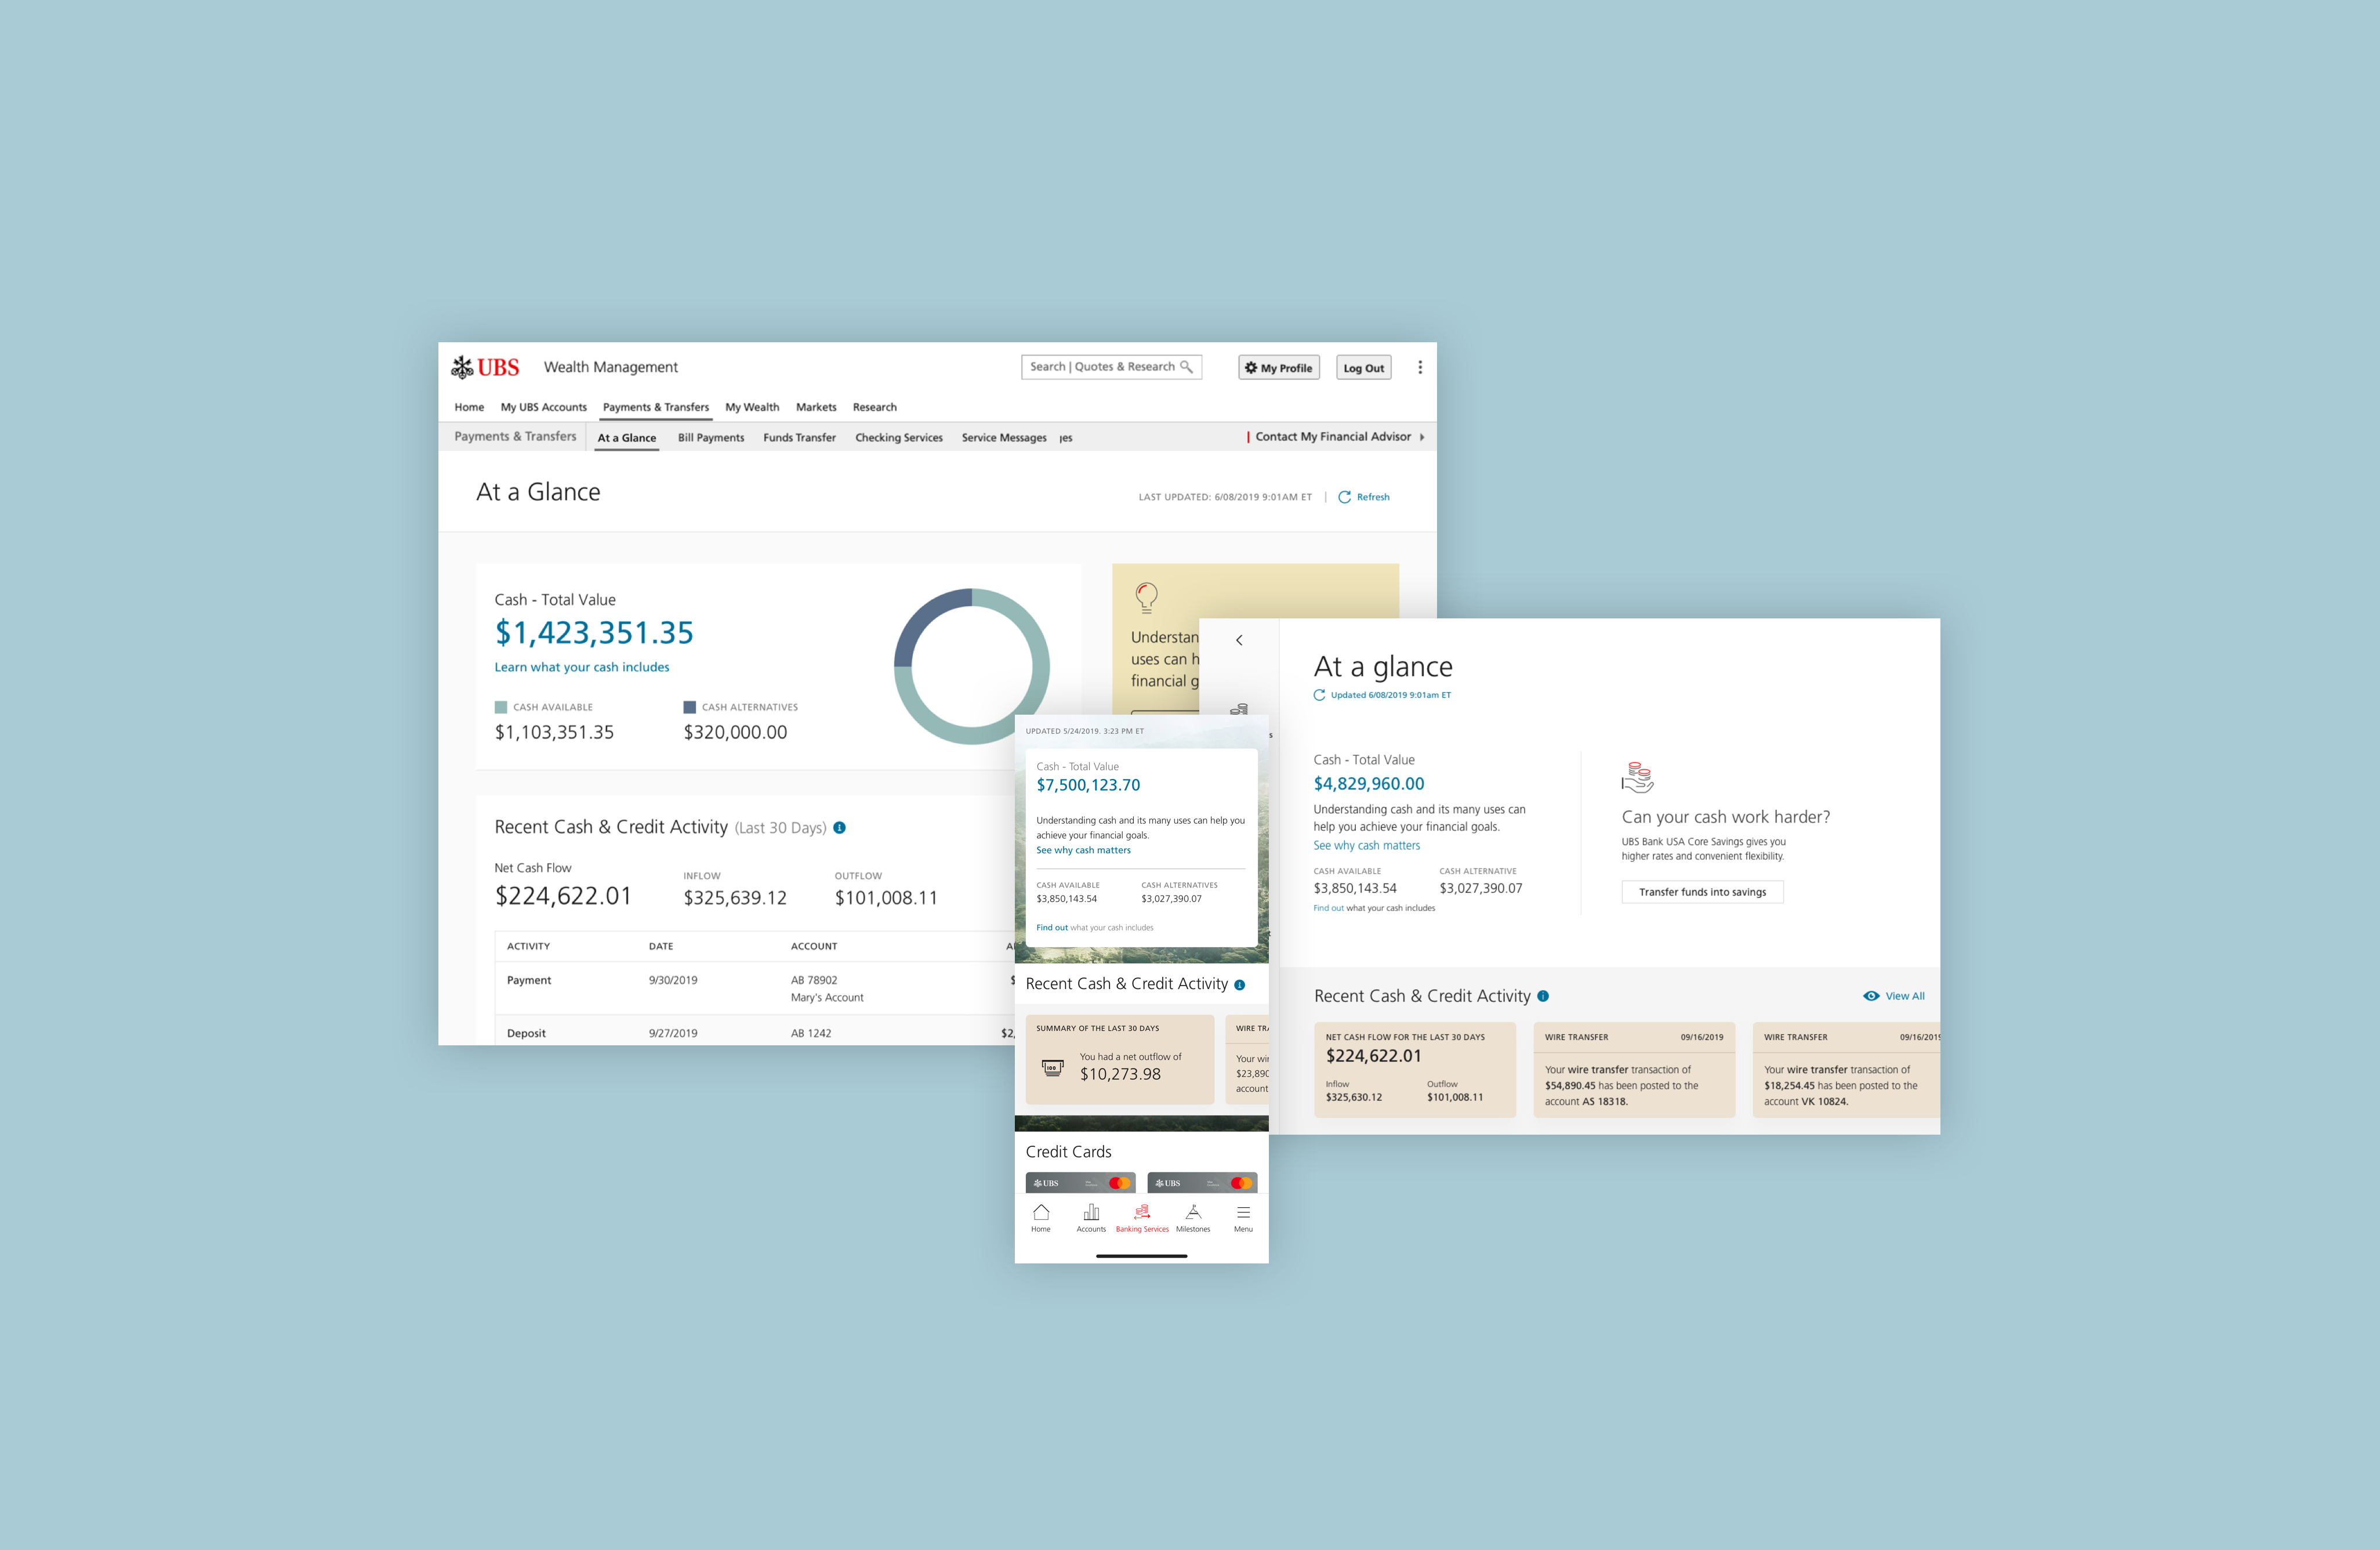 UBS Wealth Management
Search | Quotes & Research
My Profile
Log Out
Home My UBS Accounts Payments & Transfers My Wealth Markets Research
Payments & Transfers At a Glance Bill Payments Funds Transfer Checking Services Service Messages ges
Contact My Financial Advisor
At a Glance
LAST UPDATED: 6/08/2019 9:01AM ET | Refresh
Cash - Total Value
$1,423,351.35
Learn what your cash includes
CASH AVAILABLE CASH ALTERNATIVES
$1,103,351.35 $320,000.00
Understan
uses can h
financial g
Recent Cash & Credit Activity (Last 30 Days)
Net Cash Flow INFLOW OUTFLOW
$224,622.01 $325,639.12 $101,008.11
ACTIVITY DATE ACCOUNT
Payment 9/30/2019 AB 78902 $
Mary's Account
Deposit 9/27/2019 AB 1242 $2,
UPDATED 5/24/2019. 3:23 PM ET
Cash - Total Value
$7,500,123.70
Understanding cash and its many uses can help you
achieve your financial goals.
See why cash matters
CASH AVAILABLE CASH ALTERNATIVES
$3,850,143.54 $3,027,390.07
Find out what your cash includes
Recent Cash & Credit Activity
SUMMARY OF THE LAST 30 DAYS
You had a net outflow of
$10,273.98
WIRE TRA
Your wir
$23,890
account
Credit Cards
UBS
UBS
Home Accounts Banking Services Milestones Menu
At a glance
Updated 6/08/2019 9:01am ET
Cash - Total Value
$4,829,960.00
Understanding cash and its many uses can
help you achieve your financial goals.
See why cash matters
CASH AVAILABLE CASH ALTERNATIVE
$3,850,143.54 $3,027,390.07
Find out what your cash includes
Can your cash work harder?
UBS Bank USA Core Savings gives you
higher rates and convenient flexibility.
Transfer funds into savings
Recent Cash & Credit Activity
View All
NET CASH FLOW FOR THE LAST 30 DAYS
$224,622.01
Inflow Outflow
$325,630.12 $101,008.11
WIRE TRANSFER 09/16/2019
Your wire transfer transaction of
$54,890.45 has been posted to the
account AS 18318.
WIRE TRANSFER 09/16/2019
Your wire transfer transaction of
$18,254.45 has been posted to the
account VK 10824.